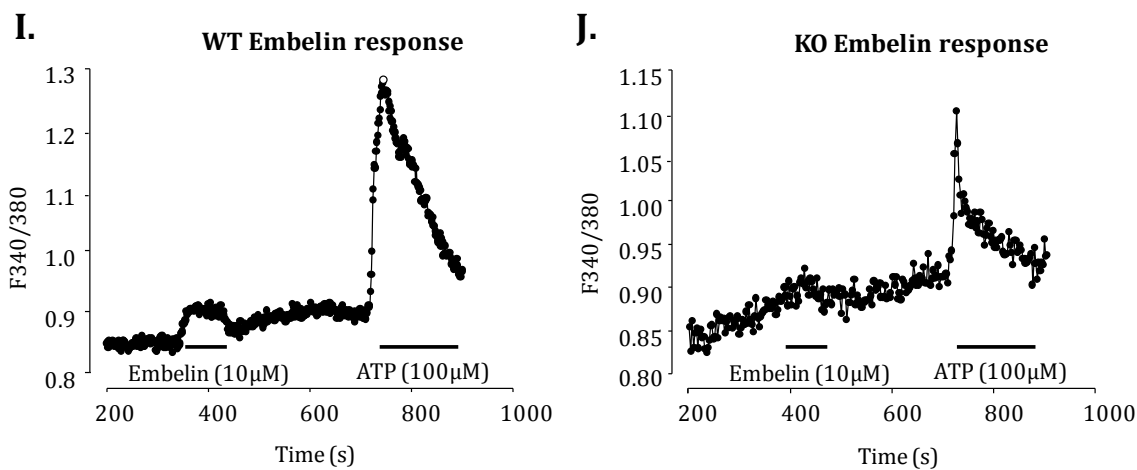 I.
WT Embelin response
F340/380
1.3
1.2
1.1
1.0
0.9
0.8
Embelin (10µM)
ATP (100µM)
200
400
600
800
1000
Time (s)
J.
KO Embelin response
F340/380
1.15
1.10
1.05
1.00
0.95
0.90
0.85
0.80
Embelin (10µM)
ATP (100µM)
200
400
600
800
1000
Time (s)